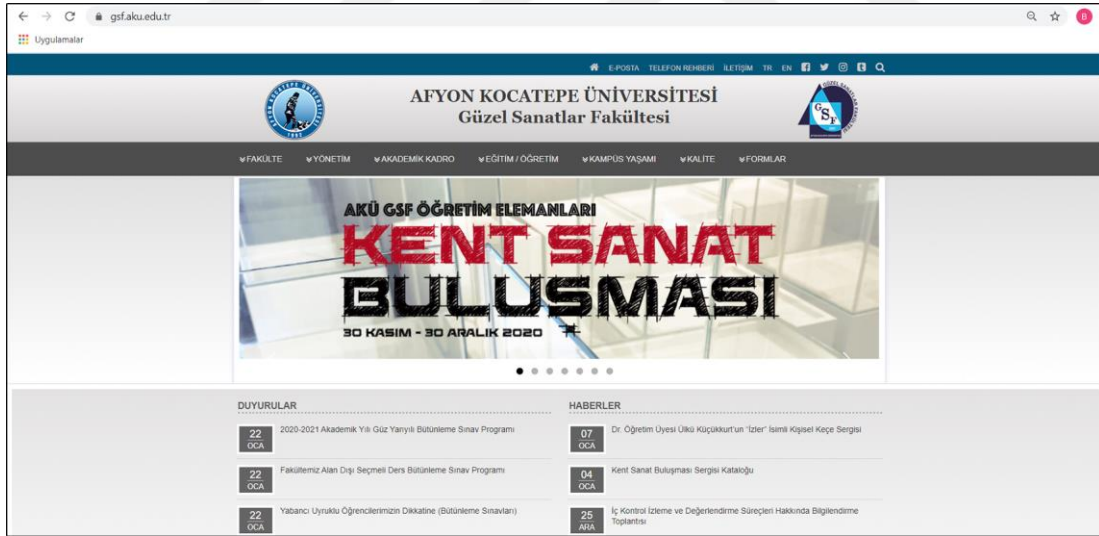 gsf.aku.edu.tr
B
Uygulamalar
E-POSTA TELEFON REHBERİ İLETİŞİM TR EN
AFYON KOCATEPE ÜNİVERSİTESİ
Güzel Sanatlar Fakültesi
GSF
FAKÜLTE YÖNETİM AKADEMİK KADRO EĞİTİM / ÖĞRETİM KAMPÜS YAŞAMI KALİTE FORMLAR
AKÜ GSF ÖĞRETİM ELEMANLARI
KENT SANAT
BULUŞMASI
30 KASIM - 30 ARALIK 2020
DUYURULAR
22
OCA
2020-2021 Akademik Yılı Güz Yarıyılı Bütünleme Sınav Programı
22
OCA
Fakültemiz Alan Dışı Seçmeli Ders Bütünleme Sınav Programı
22
OCA
Yabancı Uyruklu Öğrencilerimizin Dikkatine (Bütünleme Sınavları)
HABERLER
07
OCA
Dr. Öğretim Üyesi Ülkü Küçükkurt'un "İzler" İsimli Kişisel Keçe Sergisi
04
OCA
Kent Sanat Buluşması Sergisi Kataloğu
25
ARA
İç Kontrol İzleme ve Değerlendirme Süreçleri Hakkında Bilgilendirme
Toplantısı